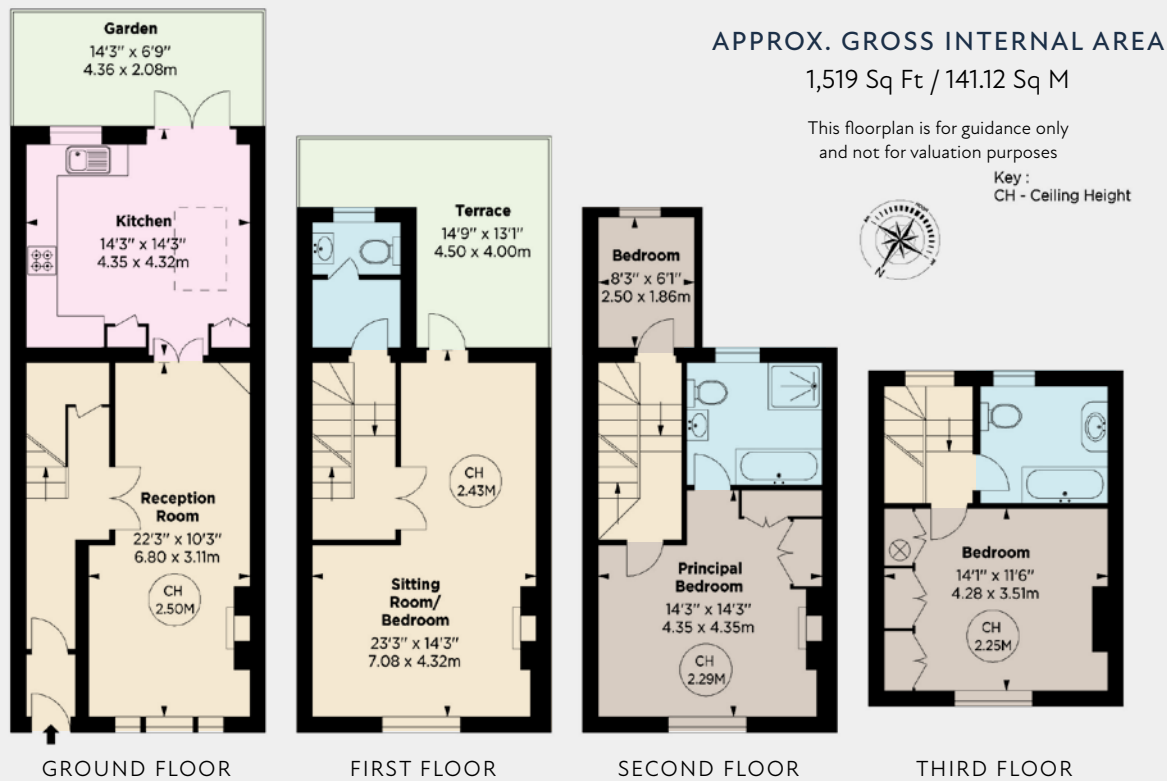 APPROX. GROSS INTERNAL AREA
1,519 Sq Ft / 141.12 Sq M
This floorplan is for guidance only
and not for valuation purposes
Key :
CH - Ceiling Height
N
Garden
14'3" x 6'9"
4.36 x 2.08m
Kitchen
14'3" x 14'3"
4.35 x 4.32m
Reception
Room
22'3" x 10'3"
6.80 x 3.11m
CH
2.50M
GROUND FLOOR
Terrace
14'9" x 13'1"
4.50 x 4.00m
CH
2.43M
Sitting
Room/
Bedroom
23'3" x 14'3"
7.08 x 4.32m
FIRST FLOOR
Bedroom
8'3" x 6'1"
2.50 x 1.86m
Principal
Bedroom
14'3" x 14'3"
4.35 x 4.35m
CH
2.29M
SECOND FLOOR
Bedroom
14'1" x 11'6"
4.28 x 3.51m
CH
2.25M
THIRD FLOOR